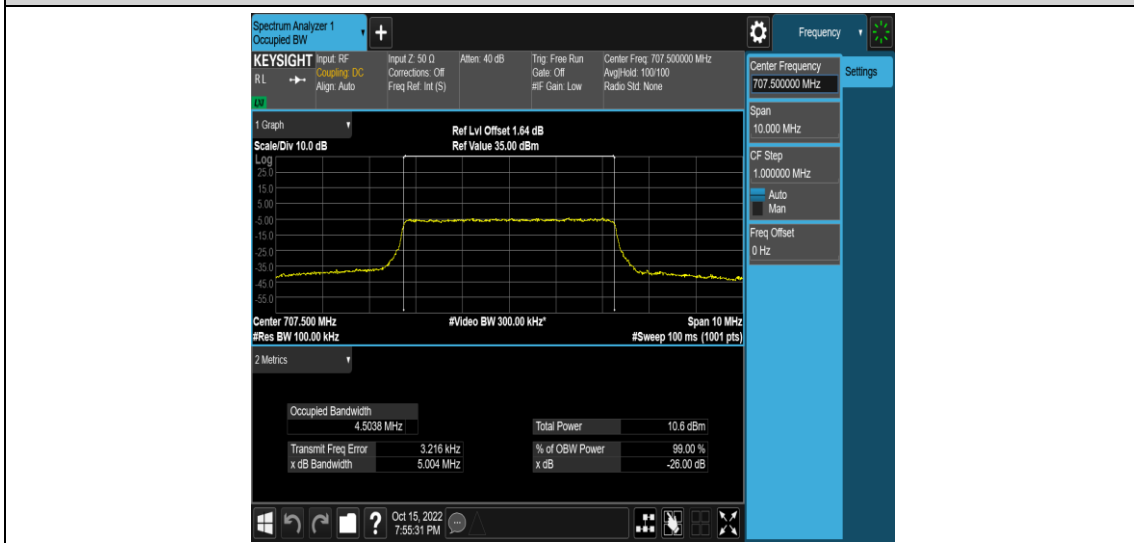 Spectrum Analyzer 1
Occupied BW
+
Frequency
KEYSIGHT
RL
LXI
Input: RF
Coupling: DC
Align: Auto
Input Z: 50 Ω
Corrections: Off
Freq Ref: Int (S)
Atten: 40 dB
Trig: Free Run
Gate: Off
#IF Gain: Low
Center Freq: 707.500000 MHz
Avg|Hold: 100/100
Radio Std: None
Center Frequency
707.500000 MHz
Settings
Span
10.000 MHz
CF Step
1.000000 MHz
Auto
Man
Freq Offset
0 Hz
1 Graph
Ref Lvl Offset 1.64 dB
Scale/Div 10.0 dB
Ref Value 35.00 dBm
Log
25.0
15.0
5.00
-5.00
-15.0
-25.0
-35.0
-45.0
-55.0
Center 707.500 MHz
#Video BW 300.00 kHz*
Span 10 MHz
#Res BW 100.00 kHz
#Sweep 100 ms (1001 pts)
2 Metrics
Occupied Bandwidth
4.5038 MHz
Total Power 10.6 dBm
Transmit Freq Error 3.216 kHz
% of OBW Power 99.00 %
x dB Bandwidth 5.004 MHz
x dB -26.00 dB
?
Oct 15, 2022
7:55:31 PM